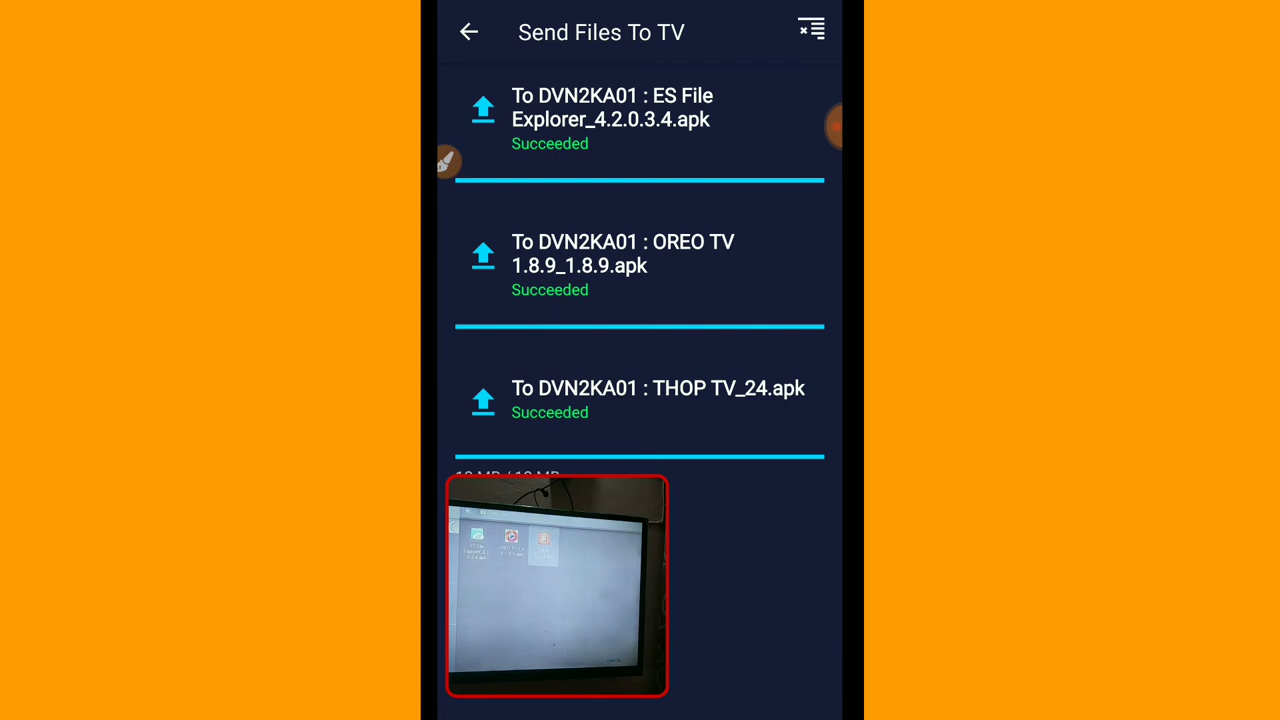 Send Files To TV
To DVN2KA01 : ES File
Explorer_4.2.0.3.4.apk
Succeeded
To DVN2KA01 : OREO TV
1.8.9_1.8.9.apk
Succeeded
To DVN2KA01 : THOP TV_24.apk
Succeeded